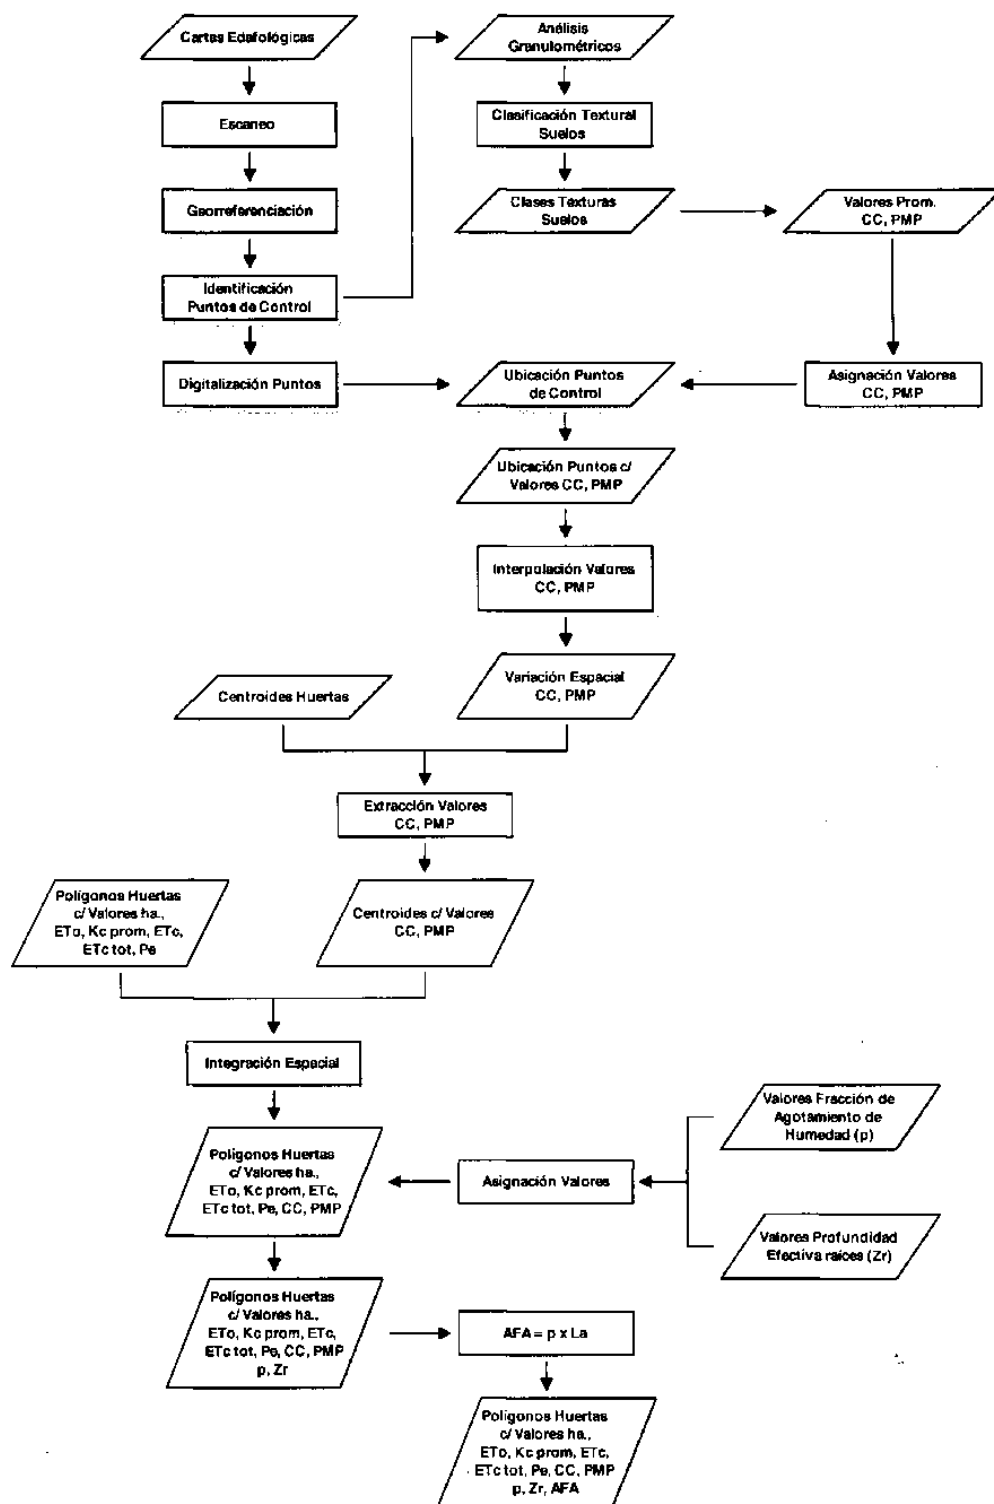 Cartas Edafológicas
Análisis
Granulométricos
Escaneo
Clasificación Textural
Suelos
Georreferenciación
Clases Texturas
Suelos
Valores Prom.
CC, PMP
Identificación
Puntos de Control
Digitalización Puntos
Ubicación Puntos
de Control
Asignación Valores
CC, PMP
Ubicación Puntos c/
Valores CC, PMP
Interpolación Valores
CC, PMP
Centroides Huertas
Variación Espacial
CC, PMP
Extracción Valores
CC, PMP
Polígonos Huertas
c/ Valores ha.,
ETo, Kc prom, ETc,
ETc tot, Pe
Centroides c/ Valores
CC, PMP
Integración Espacial
Valores Fracción de
Agotamiento de
Humedad (p)
Polígonos Huertas
c/ Valores ha.,
ETo, Kc prom, ETc,
ETc tot, Pe, CC, PMP
Asignación Valores
Valores Profundidad
Efectiva raíces (Zr)
Polígonos Huertas
c/ Valores ha.,
ETo, Kc prom, ETc,
ETc tot, Pe, CC, PMP
p, Zr
AFA = p x La
Polígonos Huertas
c/ Valores ha.,
ETo, Kc prom, ETc,
ETc tot, Pe, CC, PMP
p, Zr, AFA